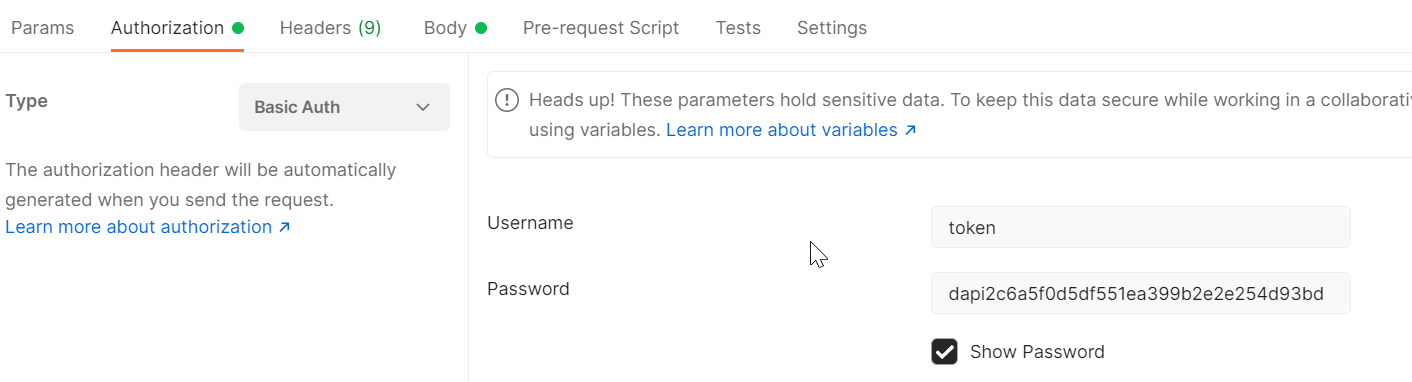 Params Authorization Headers (9) Body Pre-request Script Tests Settings
Type
Basic Auth
The authorization header will be automatically
generated when you send the request.
Learn more about authorization ↗
Heads up! These parameters hold sensitive data. To keep this data secure while working in a collaborati
using variables. Learn more about variables ↗
Username
token
Password
dapi2c6a5f0d5df551ea399b2e2e254d93bd
Show Password